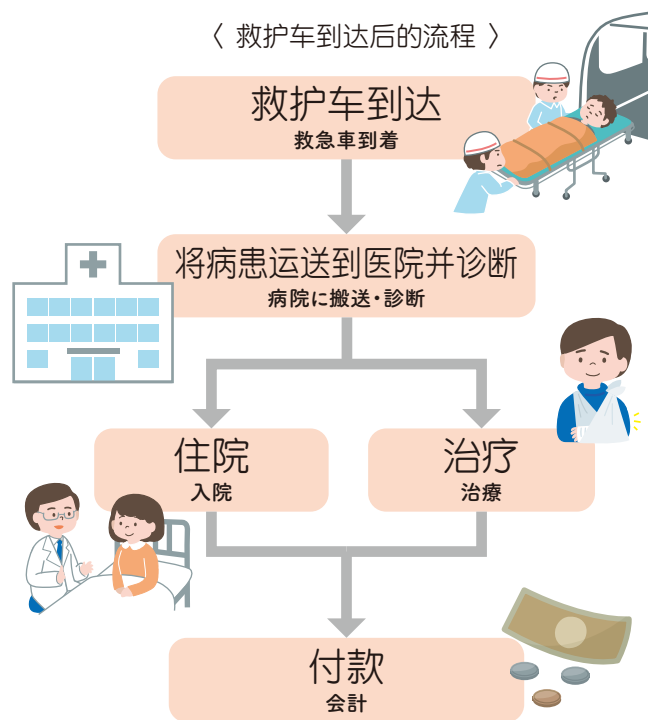 〈 救护车到达后的流程 〉
救护车到达
救急車到着
将病患运送到医院并诊断
病院に搬送・診断
住院
入院
治疗
治療
付款
会計